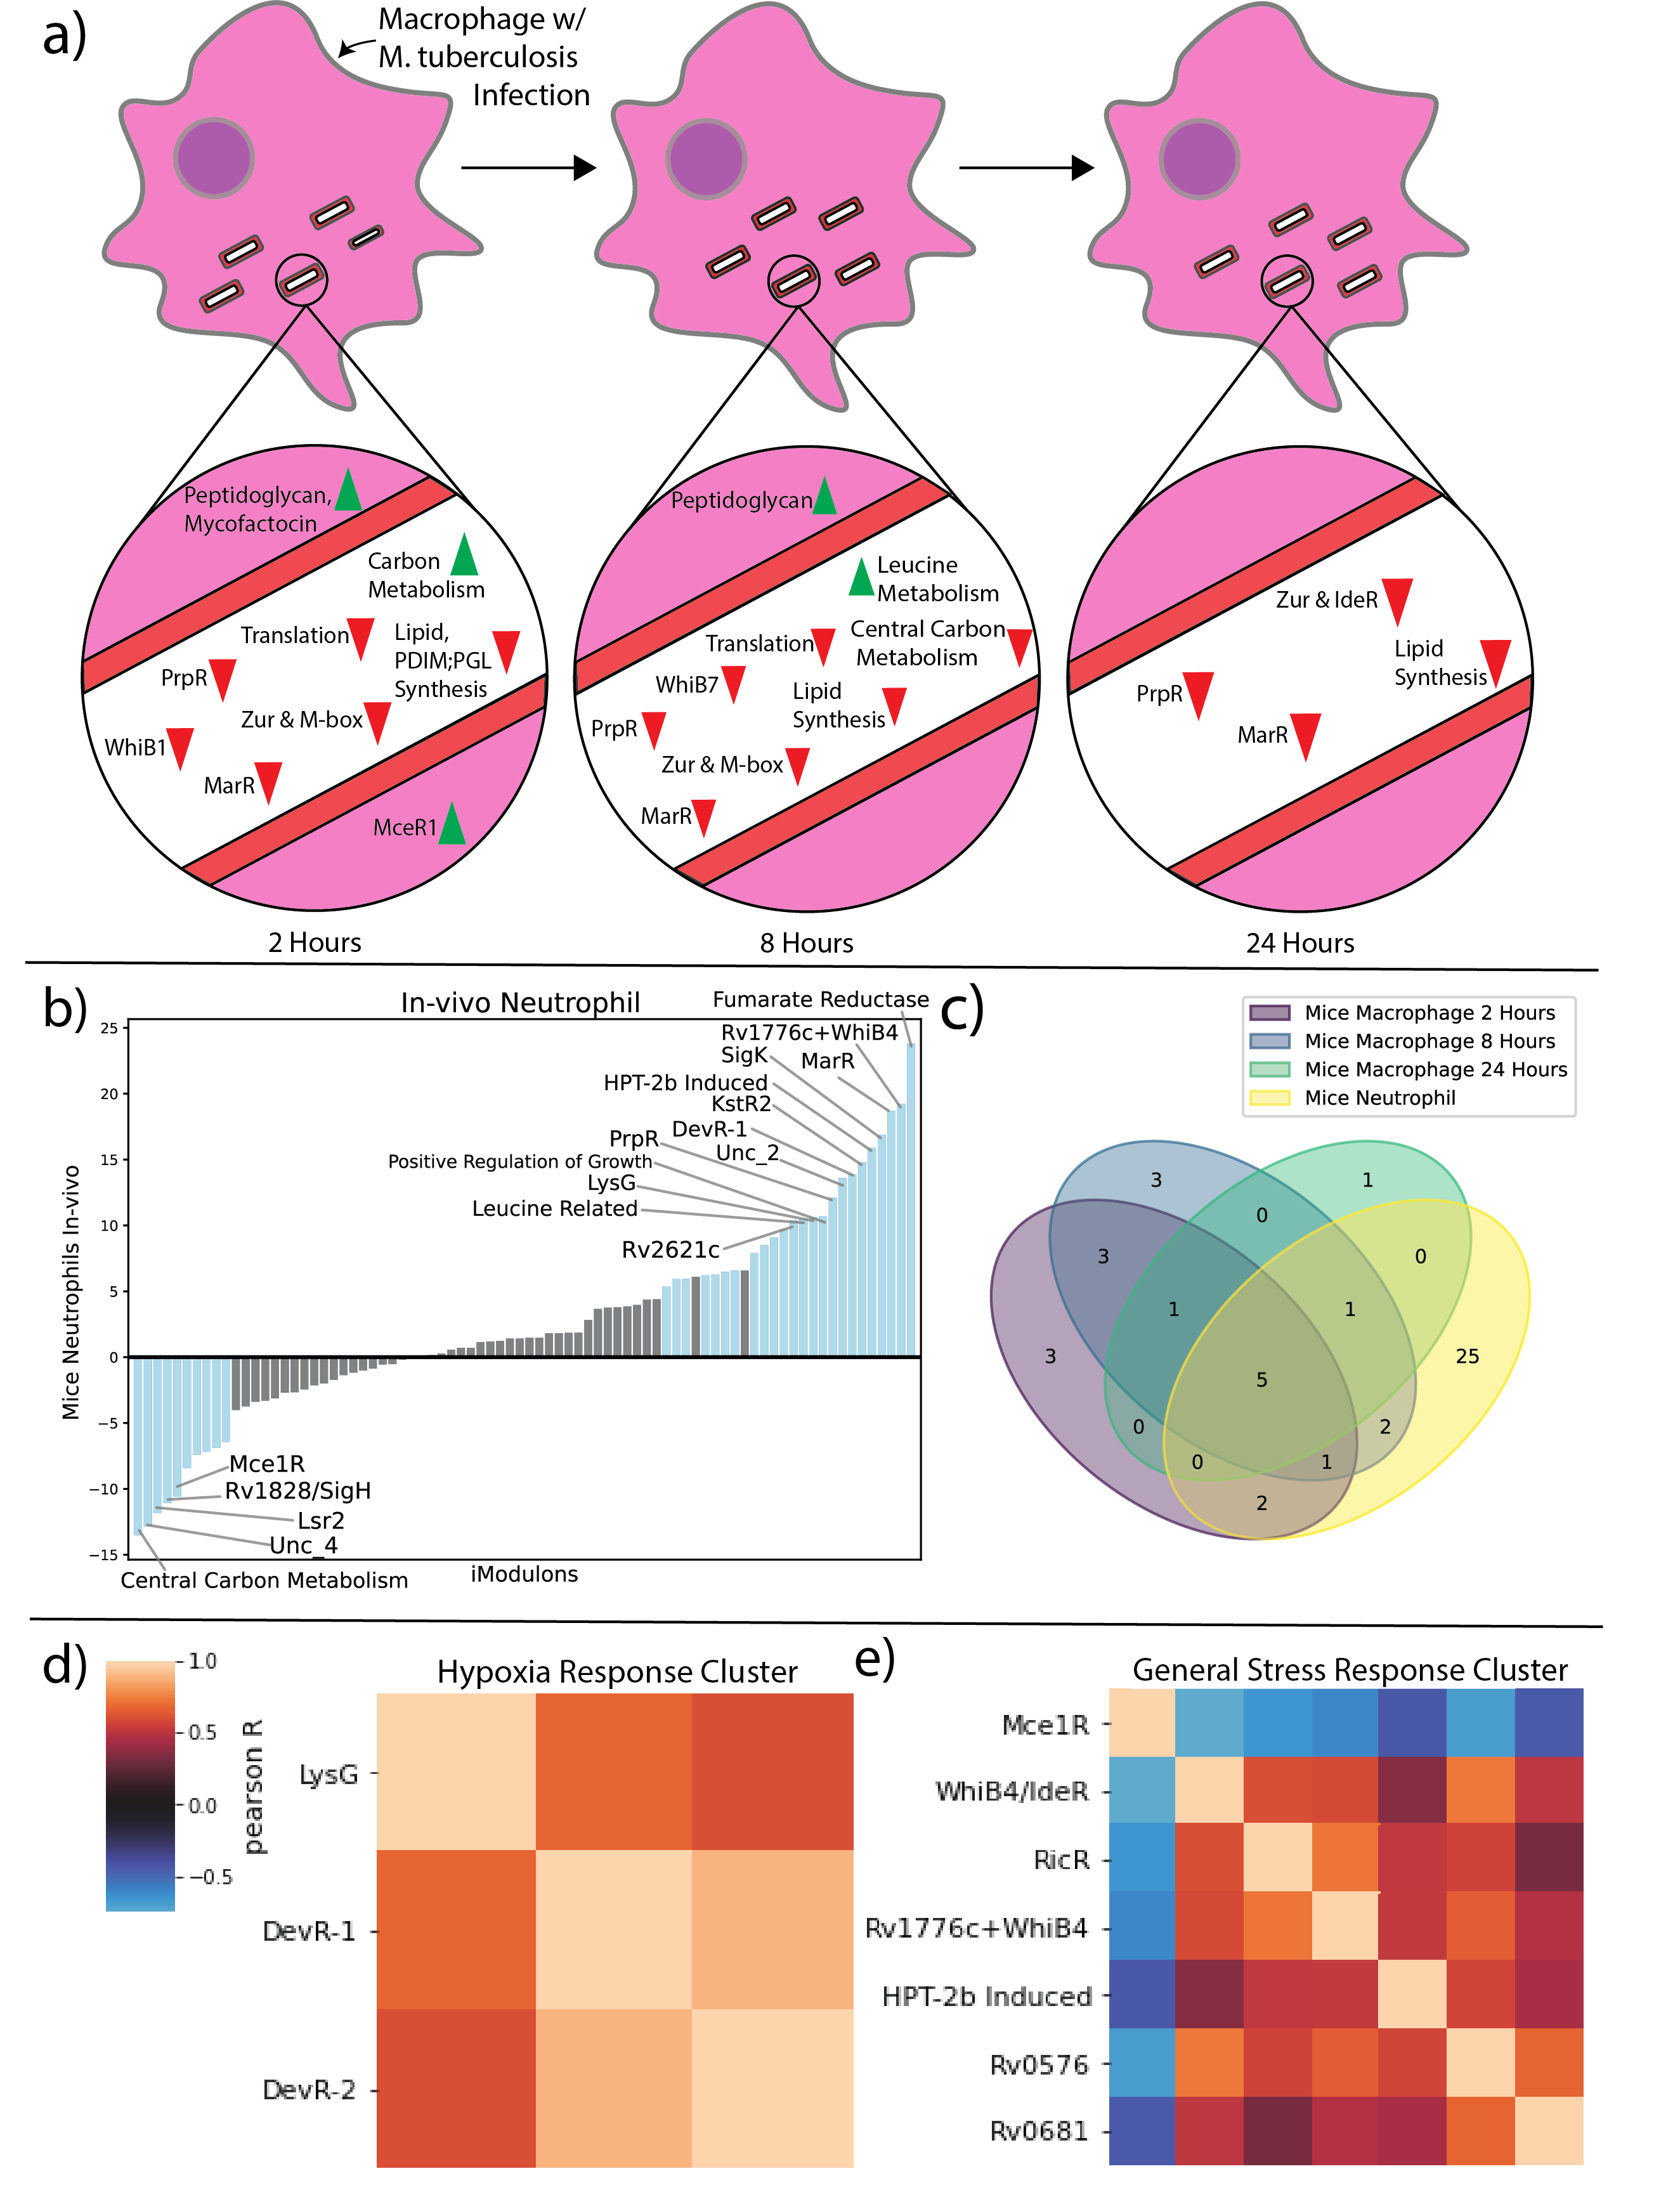 a)
Macrophage w/
M. tuberculosis
Infection
Peptidoglycan,
Mycofactocin
Carbon
Metabolism
Translation
Lipid,
PDIM;PGL
Synthesis
PrpR
Zur & M-box
WhiB1
MarR
MceR1
2 Hours
Peptidoglycan
Leucine
Metabolism
Translation
Central Carbon
Metabolism
WhiB7
Lipid
Synthesis
PrpR
Zur & M-box
MarR
8 Hours
Zur & IdeR
Lipid
Synthesis
PrpR
MarR
24 Hours
b)
In-vivo Neutrophil
Mice Neutrophils In-vivo
25
20
15
10
5
0
−5
−10
−15
Fumarate Reductase
Rv1776c+WhiB4
SigK
MarR
HPT-2b Induced
KstR2
DevR-1
PrpR
Unc_2
Positive Regulation of Growth
LysG
Leucine Related
Rv2621c
Mce1R
Rv1828/SigH
Lsr2
Unc_4
Central Carbon Metabolism
iModulons
c)
Mice Macrophage 2 Hours
Mice Macrophage 8 Hours
Mice Macrophage 24 Hours
Mice Neutrophil
3
1
0
3
0
1
1
3
25
5
0
2
0
1
2
d)
1.0
0.5
0.0
−0.5
pearson R
Hypoxia Response Cluster
LysG
DevR-1
DevR-2
e)
General Stress Response Cluster
Mce1R
WhiB4/IdeR
RicR
Rv1776c+WhiB4
HPT-2b Induced
Rv0576
Rv0681